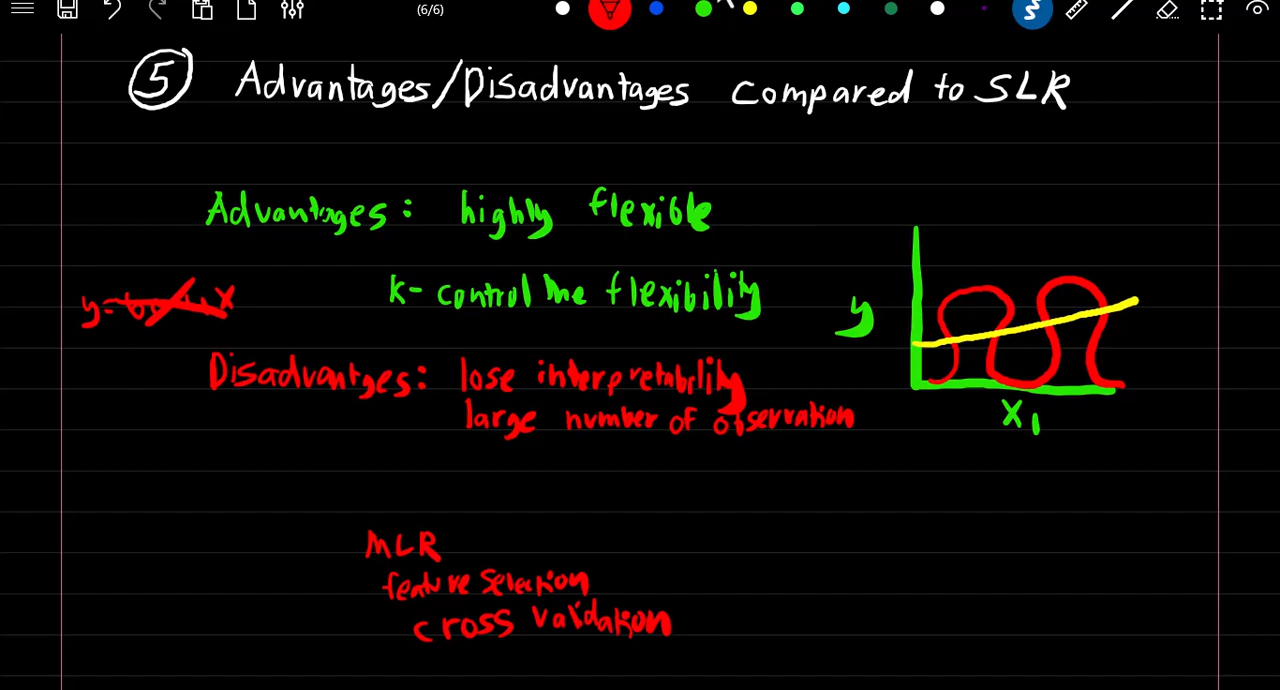 (6/6)
5 Advantages/Disadvantages compared to SLR
Advantages: highly flexible
K- control the flexibility
y=
X
Disadvantges: lose interpretability
large number of observation
y
X1
MLR
feature selection
cross validation